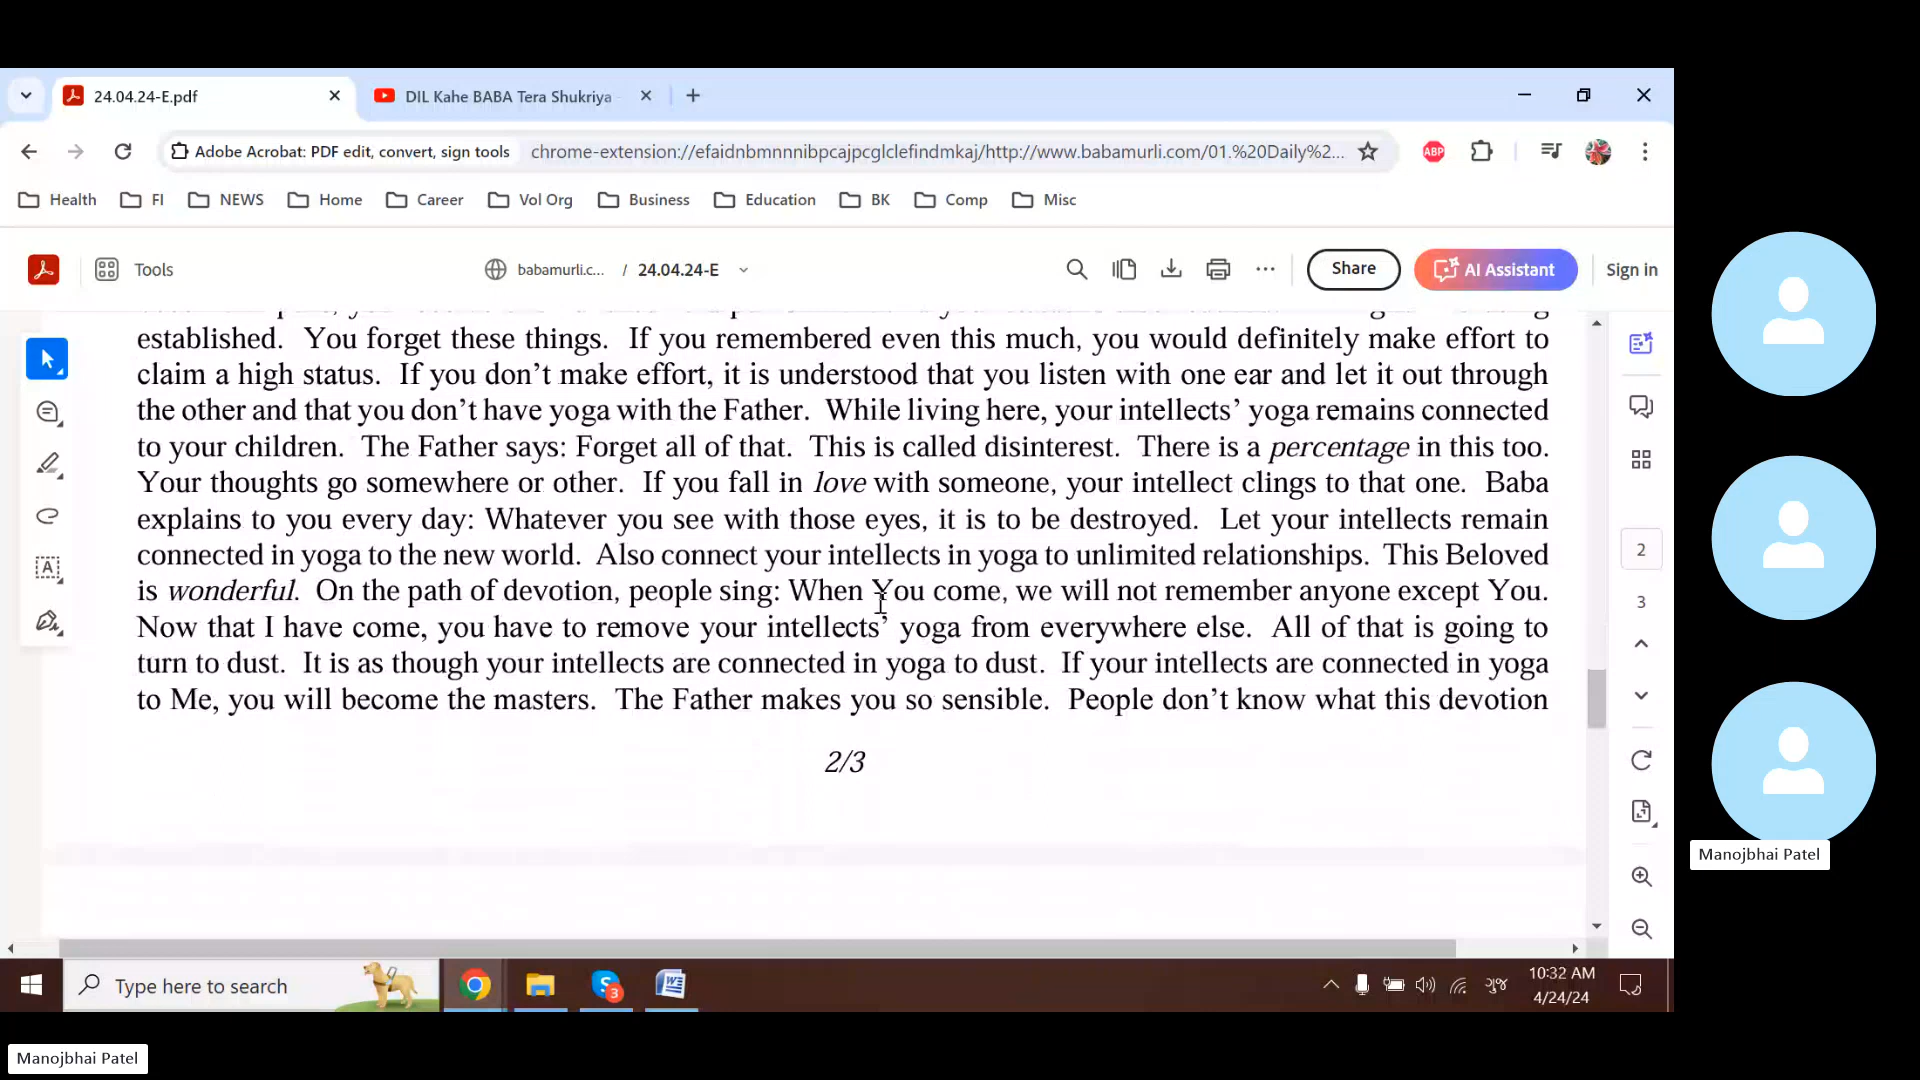 24.04.24-E.pdf
DIL Kahe BABA Tera Shukriya
Adobe Acrobat: PDF edit, convert, sign tools
chrome-extension://efaidnbmnnnibpcajpcglclefindmkaj/http://www.babamurli.com/01.%20Daily%2...
ABP
Health FI NEWS Home Career Vol Org Business Education BK Comp Misc
Tools
babamurli.c... / 24.04.24-E
Share
AI Assistant
Sign in
established. You forget these things. If you remembered even this much, you would definitely make effort to
claim a high status. If you don't make effort, it is understood that you listen with one ear and let it out through
the other and that you don't have yoga with the Father. While living here, your intellects' yoga remains connected
to your children. The Father says: Forget all of that. This is called disinterest. There is a percentage in this too.
Your thoughts go somewhere or other. If you fall in love with someone, your intellect clings to that one. Baba
explains to you every day: Whatever you see with those eyes, it is to be destroyed. Let your intellects remain
connected in yoga to the new world. Also connect your intellects in yoga to unlimited relationships. This Beloved
is wonderful. On the path of devotion, people sing: When You come, we will not remember anyone except You.
Now that I have come, you have to remove your intellects' yoga from everywhere else. All of that is going to
turn to dust. It is as though your intellects are connected in yoga to dust. If your intellects are connected in yoga
to Me, you will become the masters. The Father makes you so sensible. People don't know what this devotion
2/3
2
3
Manojbhai Patel
Type here to search
3
ગુજ
10:32 AM
4/24/24
Manojbhai Patel